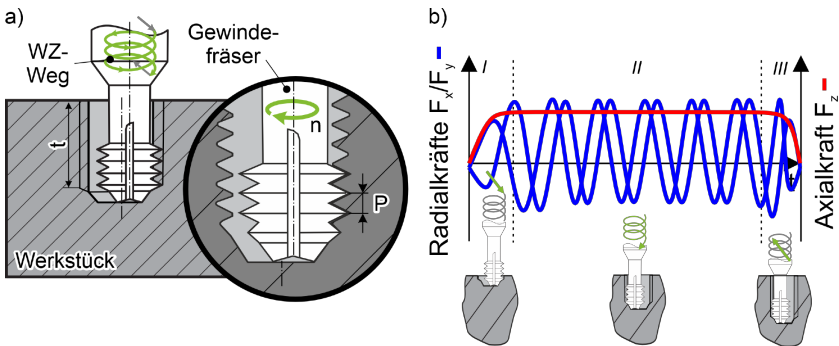 a)
WZ-
Weg
Gewinde-
fräser
n
t
P
Werkstück
b)
Radialkräfte Fx/Fy
I
II
III
t
Axialkraft Fz